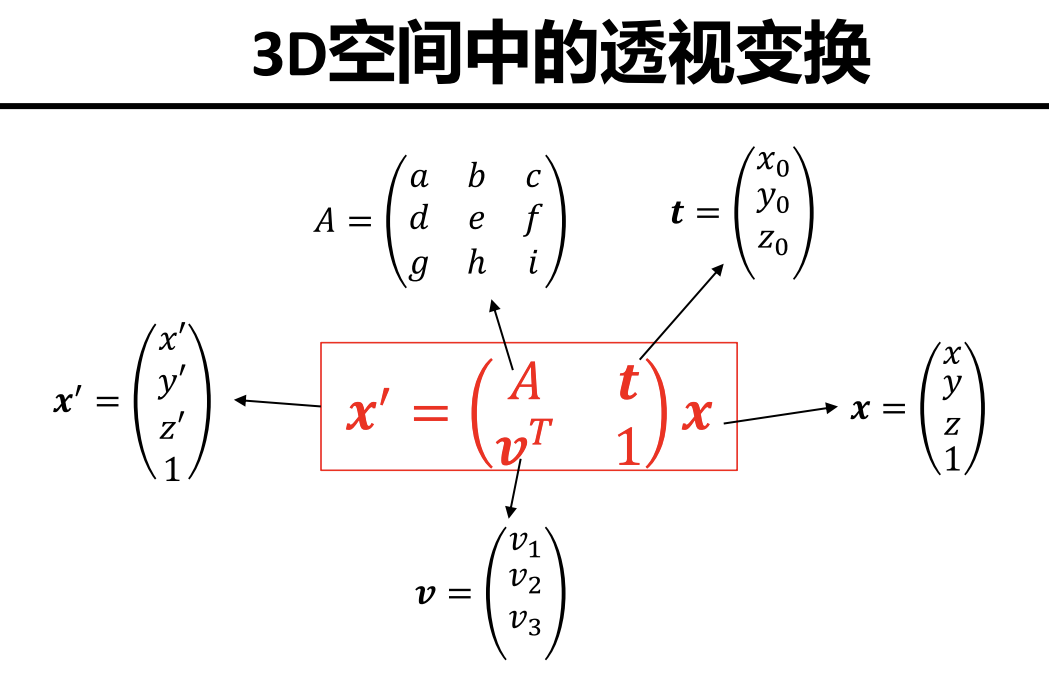 3D空间中的透视变换
A = (a b c
d e f
g h i)
t = (x₀
y₀
z₀)
x′ = (x′
y′
z′
1)
x′ = (A t
vᵀ 1) x
x = (x
y
z
1)
v = (v₁
v₂
v₃)